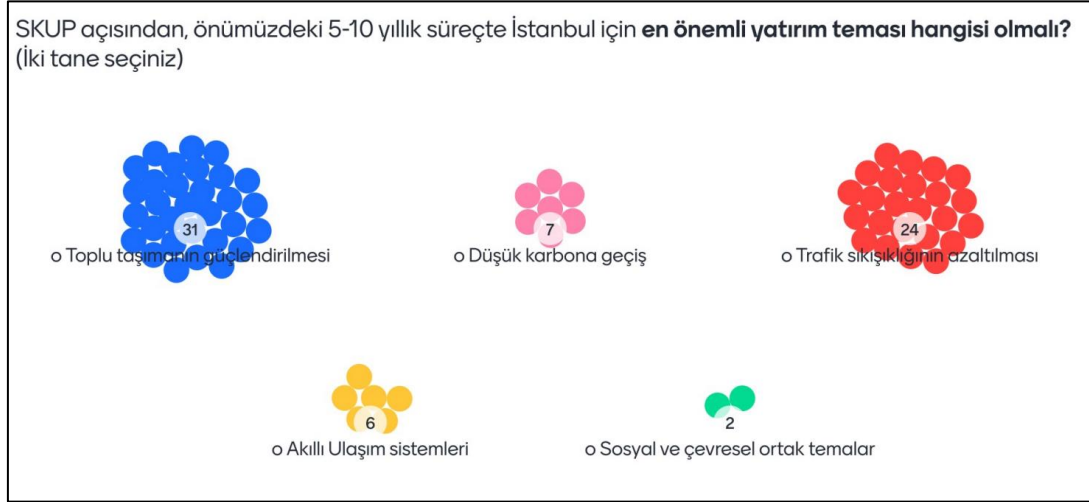 SKUP açısından, önümüzdeki 5-10 yıllık süreçte İstanbul için en önemli yatırım teması hangisi olmalı?
(İki tane seçiniz)
31
o Toplu taşımanın güçlendirilmesi
7
o Düşük karbona geçiş
24
o Trafik sıkışıklığının azaltılması
6
o Akıllı Ulaşım sistemleri
2
o Sosyal ve çevresel ortak temalar